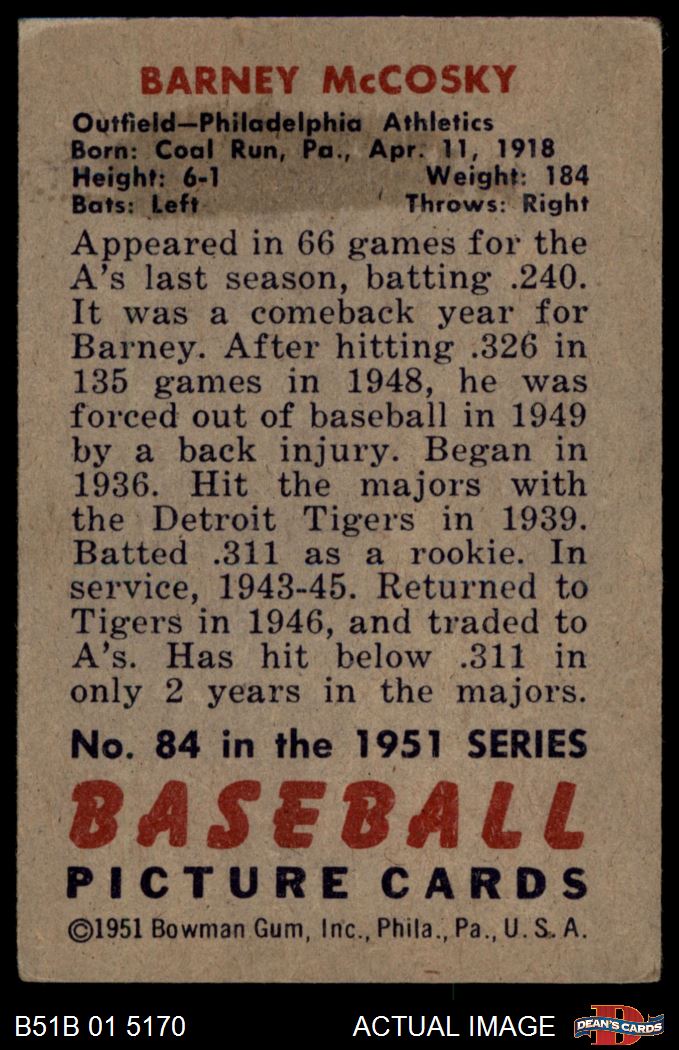 BARNEY McCOSKY
Outfield—Philadelphia Athletics
Born: Coal Run, Pa., Apr. 11, 1918
Height: 6-1 Weight: 184
Bats: Left Throws: Right
Appeared in 66 games for the
A's last season, batting .240.
It was a comeback year for
Barney. After hitting .326 in
135 games in 1948, he was
forced out of baseball in 1949
by a back injury. Began in
1936. Hit the majors with
the Detroit Tigers in 1939.
Batted .311 as a rookie. In
service, 1943-45. Returned to
Tigers in 1946, and traded to
A's. Has hit below .311 in
only 2 years in the majors.
No. 84 in the 1951 SERIES
BASEBALL
PICTURE CARDS
©1951 Bowman Gum, Inc., Phila., Pa., U. S. A.
B51B 01 5170 ACTUAL IMAGE
D
DEAN'S CARDS